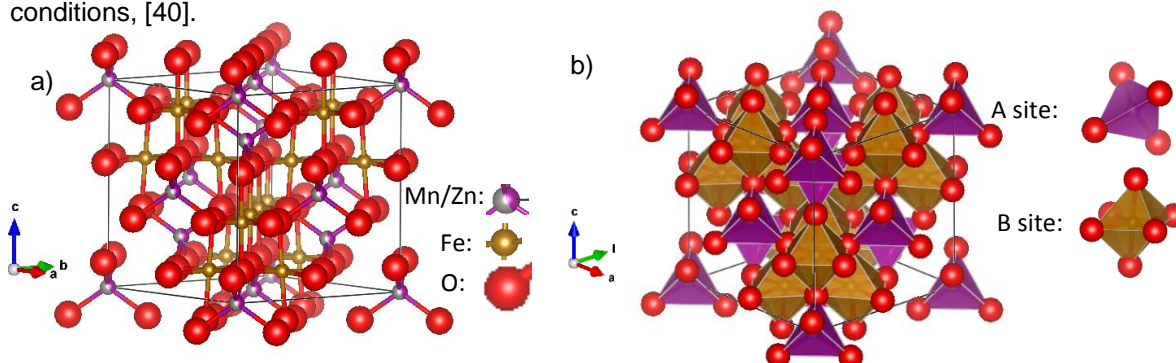 conditions, [40].
a)
b)
A site:
Mn/Zn:
Fe:
B site:
O:
c
b
a
c
a